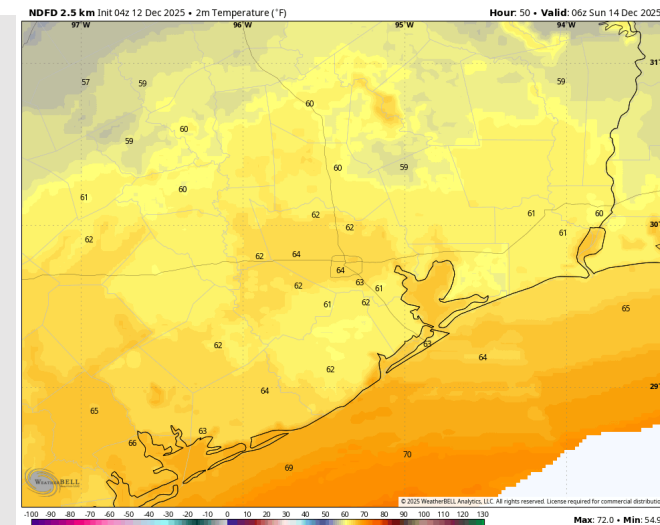 NDFD 2.5 km Init 04z 12 Dec 2025 • 2m Temperature (°F) Hour: 50 • Valid: 06z Sun 14 Dec 2025
97°W 96°W 95°W 94°W
31°
57 59 59
60
60
59 59
60
61 60
62 61 60
30°
62 62 61
62 64
64
62 63 61
61 62
65
62 63
62 64
29°
64
65
63
66
70
69
WeatherBELL
© 2025 WeatherBELL Analytics, LLC. All rights reserved. License required for commercial distributio
-100 -90 -80 -70 -60 -50 -40 -30 -20 -10 0 10 20 30 40 50 60 70 80 90 100 110 120 130
Max: 72.0 • Min: 54.9